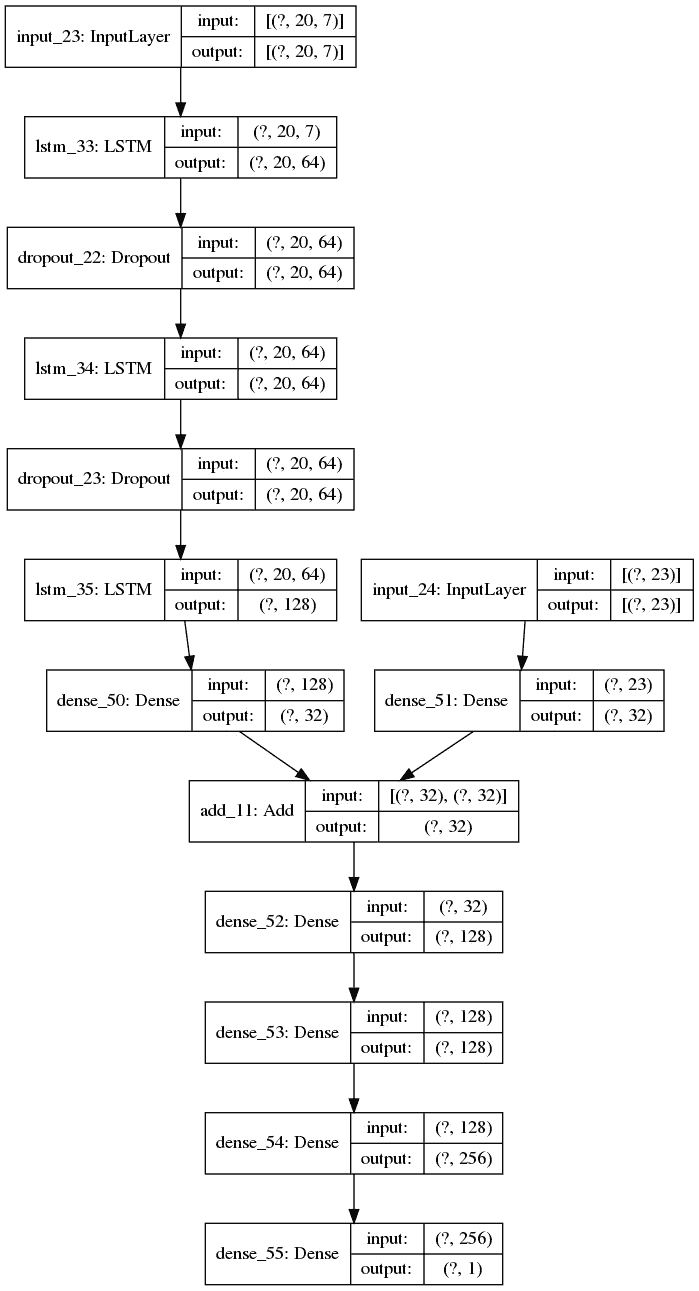 input_23: InputLayer
input: [(?, 20, 7)]
output: [(?, 20, 7)]
lstm_33: LSTM
input: (?, 20, 7)
output: (?, 20, 64)
dropout_22: Dropout
input: (?, 20, 64)
output: (?, 20, 64)
lstm_34: LSTM
input: (?, 20, 64)
output: (?, 20, 64)
dropout_23: Dropout
input: (?, 20, 64)
output: (?, 20, 64)
lstm_35: LSTM
input: (?, 20, 64)
output: (?, 128)
input_24: InputLayer
input: [(?, 23)]
output: [(?, 23)]
dense_50: Dense
input: (?, 128)
output: (?, 32)
dense_51: Dense
input: (?, 23)
output: (?, 32)
add_11: Add
input: [(?, 32), (?, 32)]
output: (?, 32)
dense_52: Dense
input: (?, 32)
output: (?, 128)
dense_53: Dense
input: (?, 128)
output: (?, 128)
dense_54: Dense
input: (?, 128)
output: (?, 256)
dense_55: Dense
input: (?, 256)
output: (?, 1)